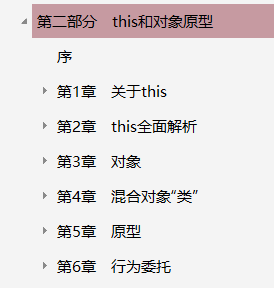 第二部分 this和对象原型
序
第1章 关于this
第2章 this全面解析
第3章 对象
第4章 混合对象“类”
第5章 原型
第6章 行为委托